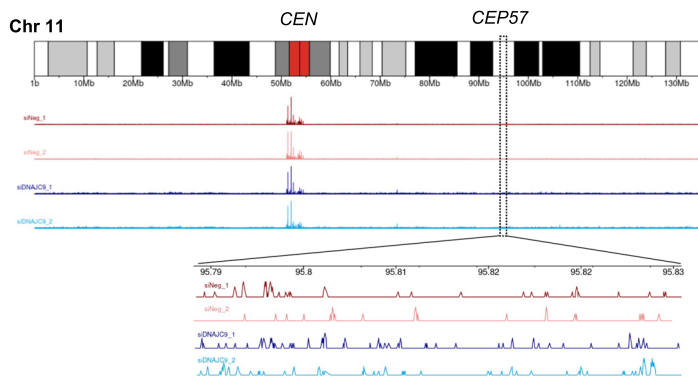 CEN CEP57
Chr 11
1b 10Mb 20Mb 30Mb 40Mb 50Mb 60Mb 70Mb 80Mb 90Mb 100Mb 110Mb 120Mb 130Mb
siNeg_1
siNeg_2
siDNAJC9_1
siDNAJC9_2
95.79 95.8 95.81 95.82 95.82 95.83
siNeg_1
siNeg_2
siDNAJC9_1
siDNAJC9_2